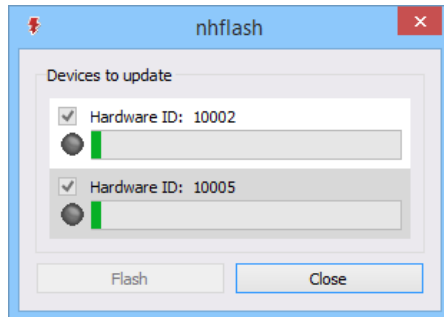 nhflash
Devices to update
Hardware ID: 10002
Hardware ID: 10005
Flash
Close